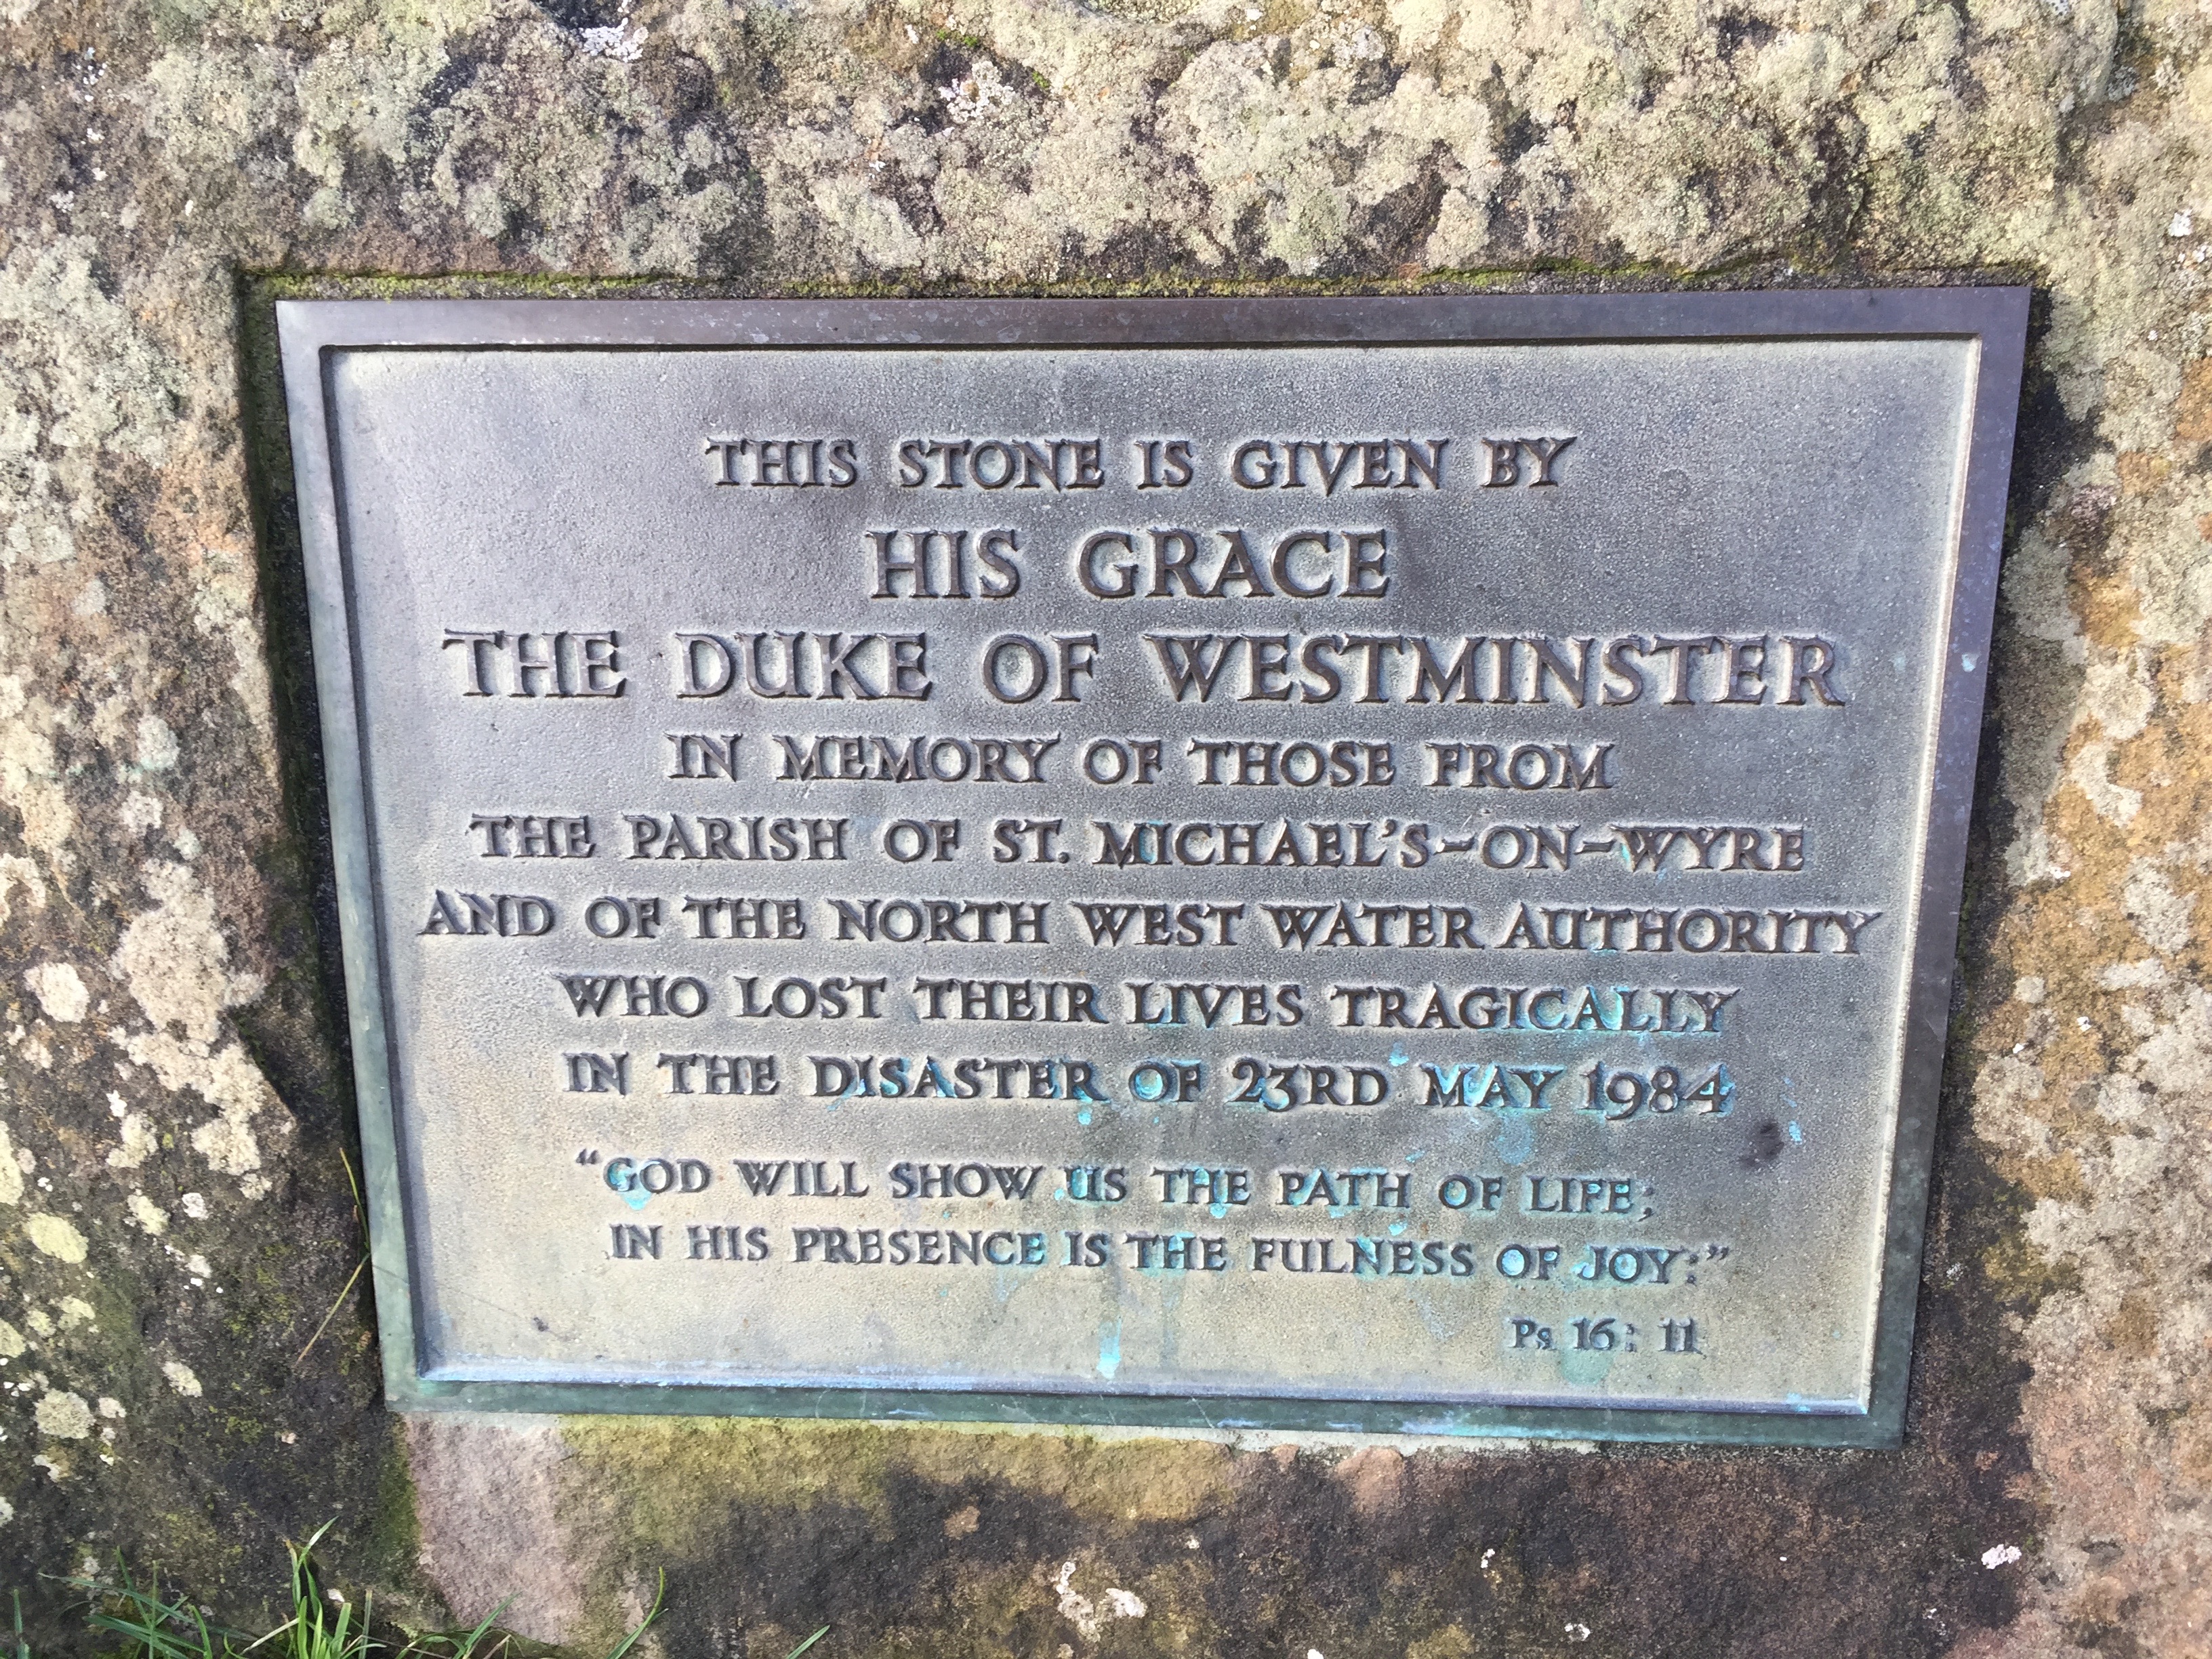 THIS STONE IS GIVEN BY
HIS GRACE
THE DUKE OF WESTMINSTER
IN MEMORY OF THOSE FROM
THE PARISH OF ST. MICHAEL'S-ON-WYRE
AND OF THE NORTH WEST WATER AUTHORITY
WHO LOST THEIR LIVES TRAGICALLY
IN THE DISASTER OF 23RD MAY 1984
"GOD WILL SHOW US THE PATH OF LIFE;
IN HIS PRESENCE IS THE FULNESS OF JOY:"
Ps 16: 11